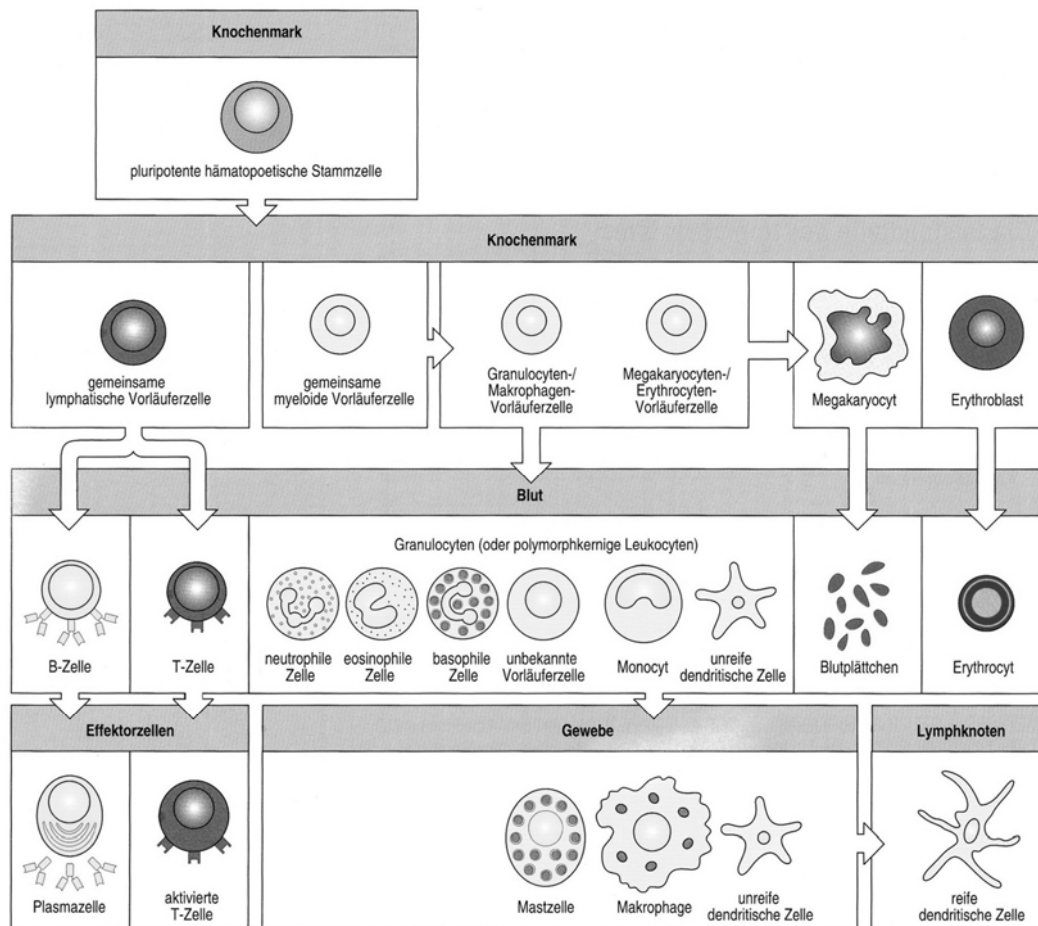 Knochenmark
pluripotente hämatopoetische Stammzelle
Knochenmark
gemeinsame
lymphatische Vorläuferzelle
gemeinsame
myeloide Vorläuferzelle
Granulocyten-/
Makrophagen-
Vorläuferzelle
Megakaryocyten-/
Erythrocyten-
Vorläuferzelle
Megakaryocyt
Erythroblast
Blut
Granulocyten (oder polymorphkernige Leukocyten)
B-Zelle
T-Zelle
neutrophile
Zelle
eosinophile
Zelle
basophile
Zelle
unbekannte
Vorläuferzelle
Monocyt
unreife
dendritische Zelle
Blutplättchen
Erythrocyt
Effektorzellen
Gewebe
Lymphknoten
Plasmazelle
aktivierte
T-Zelle
Mastzelle
Makrophage
unreife
dendritische Zelle
reife
dendritische Zelle